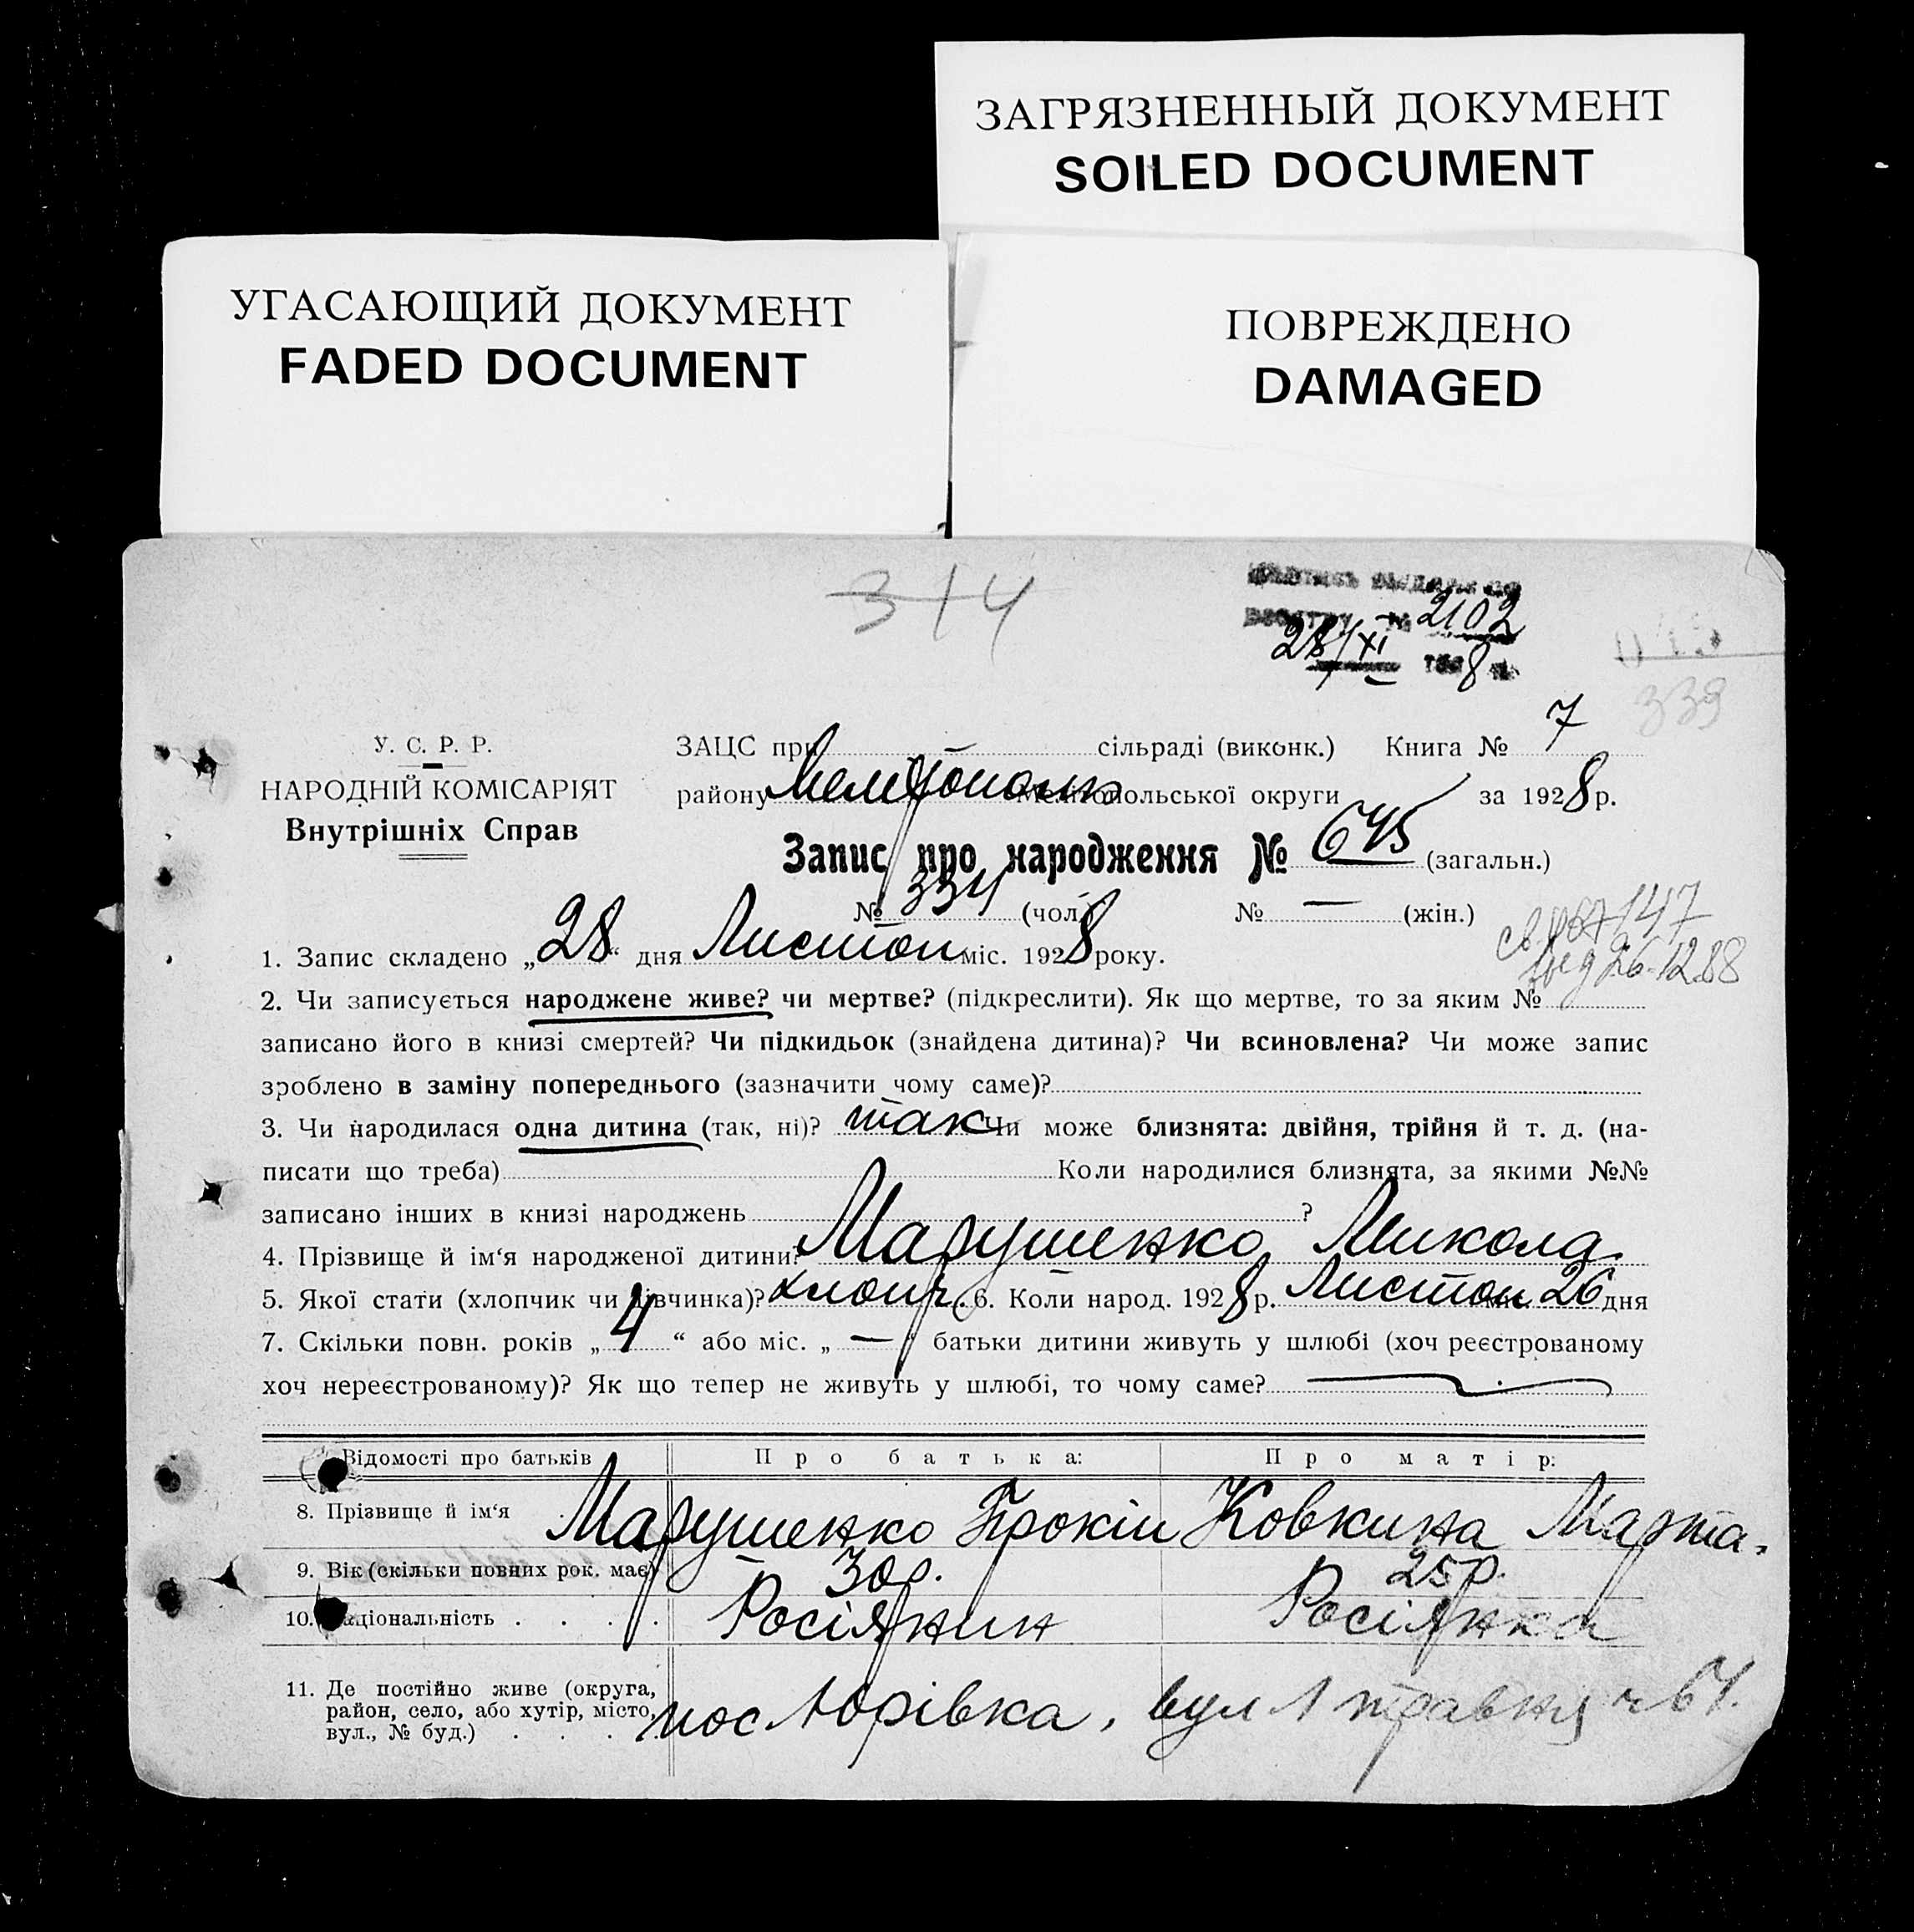 ЗАГРЯЗНЕННЫЙ ДОКУМЕНТ
SOILED DOCUMENT
УГАСАЮЩИЙ ДОКУМЕНТ
FADED DOCUMENT
ПОВРЕЖДЕНО
DAMAGED
314
№ 2102
28/XI 1928 р.
339
У. С. Р. Р.
НАРОДНІЙ КОМІСАРІЯТ
Внутрішніх Справ
ЗАЦС при — сільраді (виконк.) Книга № 7
району Мелітополь Мелітопольської округи за 1928 р.
Запис про народження № 645 (загальн.)
№ 334 (чол.) № — (жін.)
147
26.12.88
1. Запис складено „28“ дня Листоп міс. 1928 року.
2. Чи записується народжене живе? чи мертве? (підкреслити). Як що мертве, то за яким №
записано його в книзі смертей? Чи підкидьок (знайдена дитина)? Чи всиновлена? Чи може запис
зроблено в заміну попереднього (зазначити чому саме)?
3. Чи народилася одна дитина (так, ні)? так Чи може близнята: двійня, трійня й т. д. (на-
писати що треба) Коли народилися близнята, за якими №№
записано інших в книзі народжень ?
4. Прізвище й ім‘я народженої дитини? Марушенко Микола.
5. Якої стати (хлопчик чи дівчинка)? хлопч. 6. Коли народ. 1928 р. Листоп міс. 26 дня
7. Скільки повн. років „4“ або міс. „—“ батьки дитини живуть у шлюбі (хоч реєстрованому
хоч нереєстрованому)? Як що тепер не живуть у шлюбі, то чому саме? —
Відомості про батьків Про батька: Про матір:
8. Прізвище й ім‘я Марушенко Прокіп Ковкина Марта.
9. Вік (скільки повних рок. має) 30 р. 25 р.
10. Національність . . . . Росіянин Росіянка
11. Де постійно живе (округа,
район, село, або хутір, місто,
вул., № буд.) . . . . пос Юрівка, вул 1 травня ч 61.